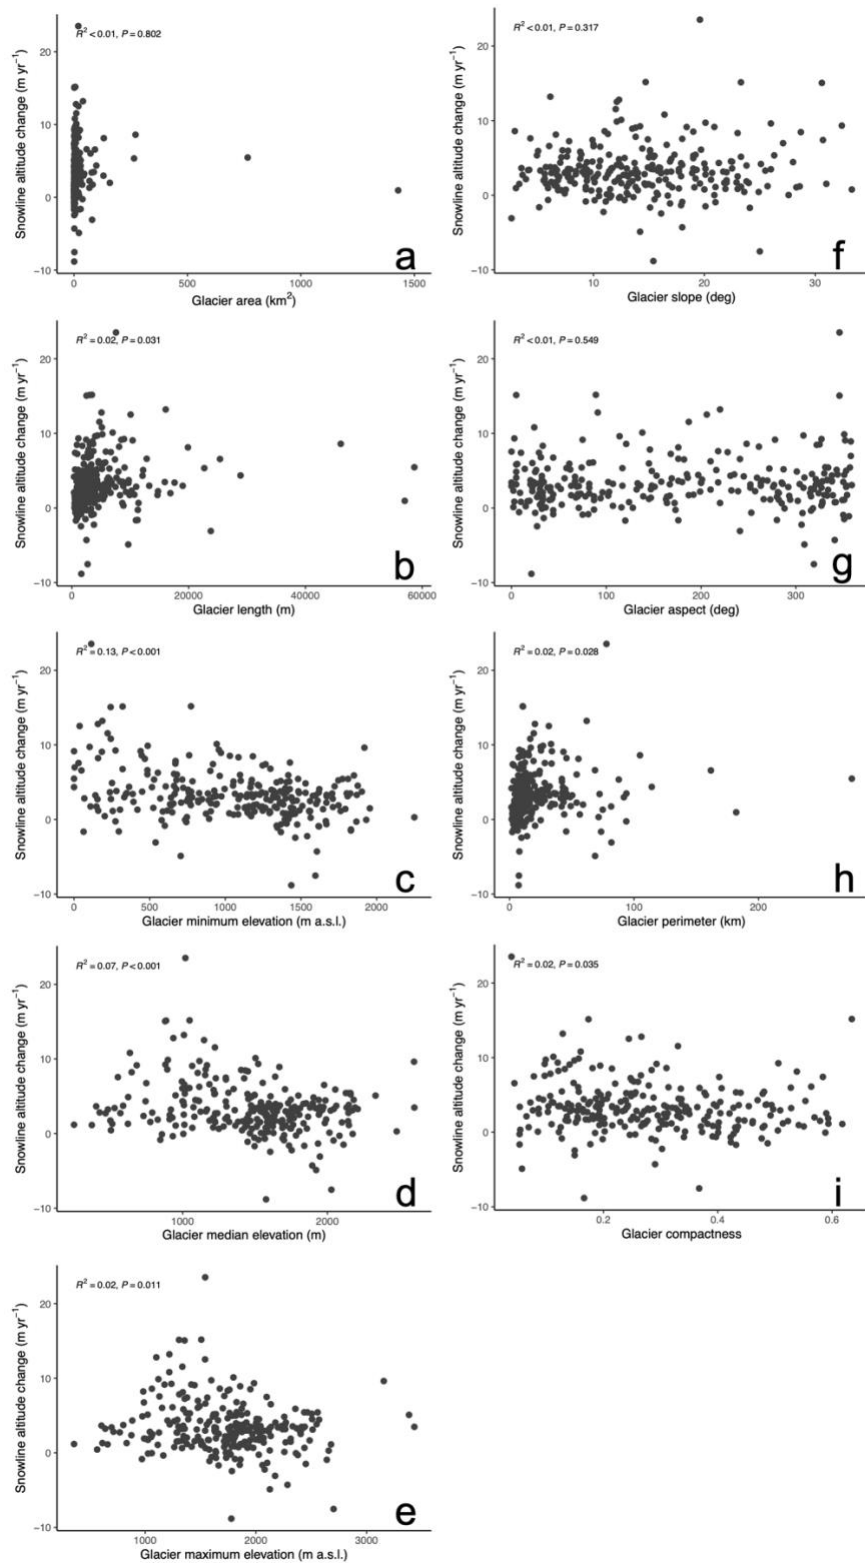 R² < 0.01, P = 0.802
Snowline altitude change (m yr⁻¹)
20
10
0
−10
0 500 1000 1500
Glacier area (km²)
a
R² < 0.01, P = 0.317
Snowline altitude change (m yr⁻¹)
20
10
0
−10
10 20 30
Glacier slope (deg)
f
R² = 0.02, P = 0.031
Snowline altitude change (m yr⁻¹)
20
10
0
−10
0 20000 40000 60000
Glacier length (m)
b
R² < 0.01, P = 0.549
Snowline altitude change (m yr⁻¹)
20
10
0
−10
0 100 200 300
Glacier aspect (deg)
g
R² = 0.13, P < 0.001
Snowline altitude change (m yr⁻¹)
20
10
0
−10
0 500 1000 1500 2000
Glacier minimum elevation (m a.s.l.)
c
R² = 0.02, P = 0.028
Snowline altitude change (m yr⁻¹)
20
10
0
−10
0 100 200
Glacier perimeter (km)
h
R² = 0.07, P < 0.001
Snowline altitude change (m yr⁻¹)
20
10
0
−10
1000 2000
Glacier median elevation (m)
d
R² = 0.02, P = 0.035
Snowline altitude change (m yr⁻¹)
20
10
0
−10
0.2 0.4 0.6
Glacier compactness
i
R² = 0.02, P = 0.011
Snowline altitude change (m yr⁻¹)
20
10
0
−10
1000 2000 3000
Glacier maximum elevation (m a.s.l.)
e